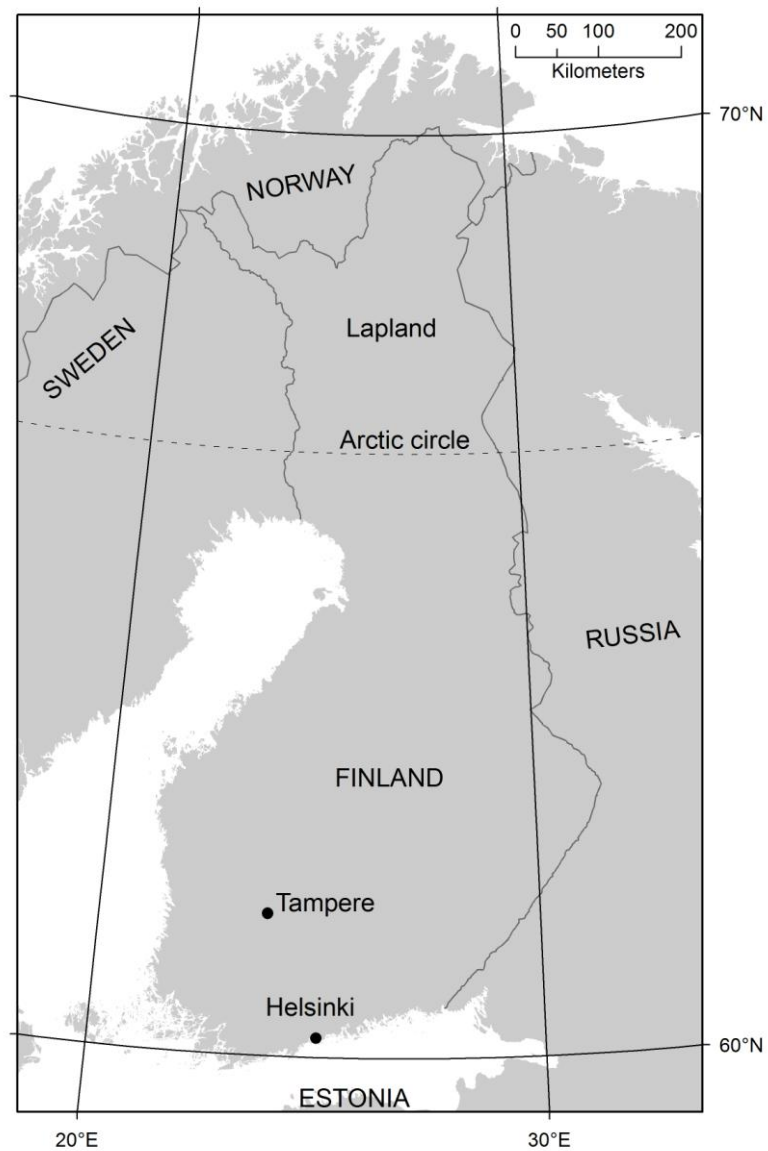 0 50 100 200
Kilometers
70°N
NORWAY
Lapland
SWEDEN
Arctic circle
RUSSIA
FINLAND
Tampere
Helsinki
60°N
ESTONIA
20°E 30°E